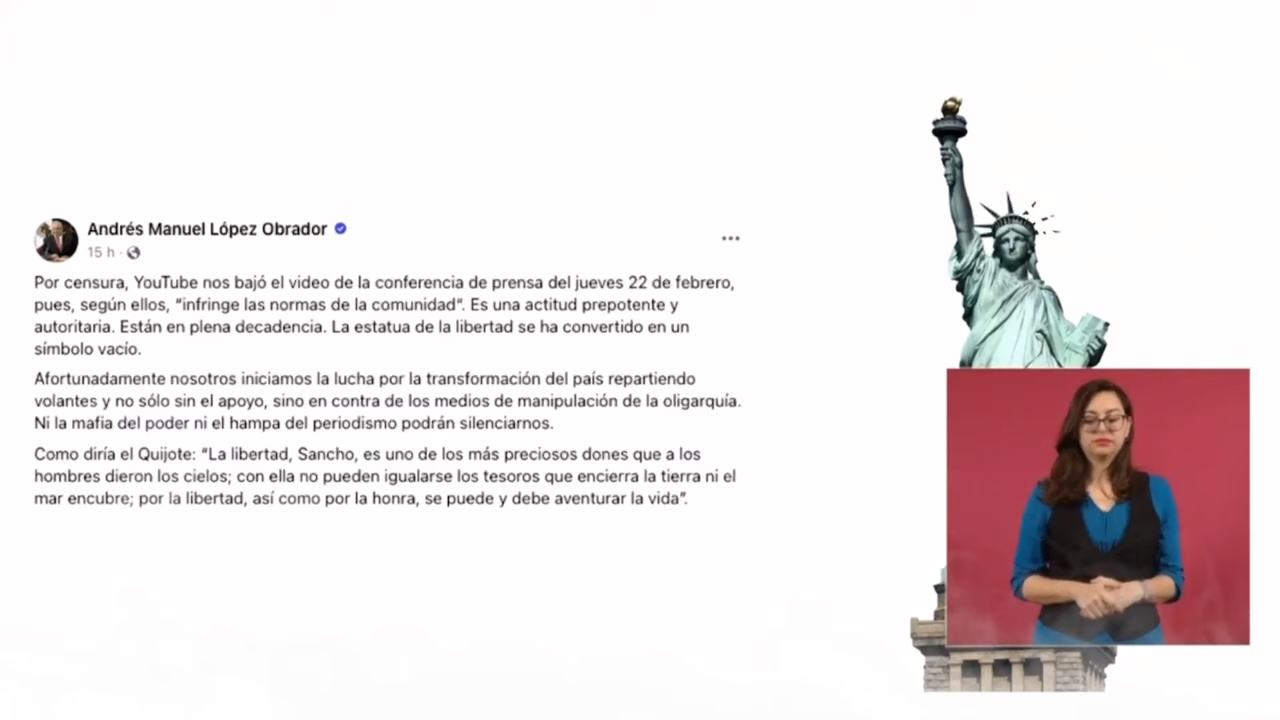 Andrés Manuel López Obrador
15 h ·
Por censura, YouTube nos bajó el video de la conferencia de prensa del jueves 22 de febrero,
pues, según ellos, “infringe las normas de la comunidad“. Es una actitud prepotente y
autoritaria. Están en plena decadencia. La estatua de la libertad se ha convertido en un
símbolo vacío.
Afortunadamente nosotros iniciamos la lucha por la transformación del país repartiendo
volantes y no sólo sin el apoyo, sino en contra de los medios de manipulación de la oligarquía.
Ni la mafia del poder ni el hampa del periodismo podrán silenciarnos.
Como diría el Quijote: “La libertad, Sancho, es uno de los más preciosos dones que a los
hombres dieron los cielos; con ella no pueden igualarse los tesoros que encierra la tierra ni el
mar encubre; por la libertad, así como por la honra, se puede y debe aventurar la vida”.